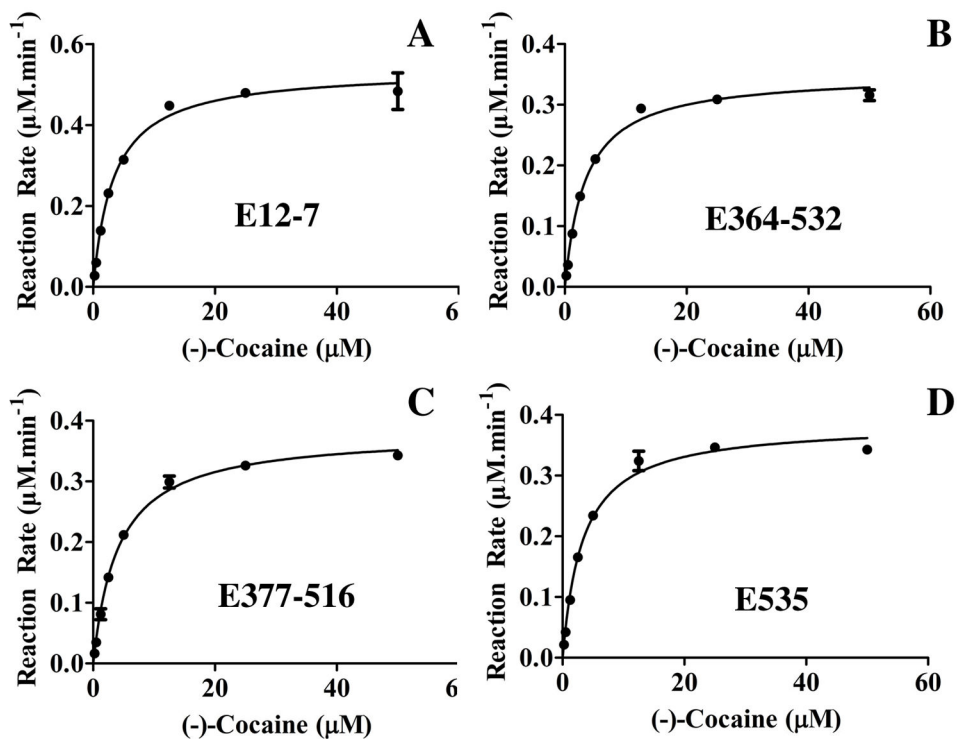 A
Reaction Rate (μM.min⁻¹)
0.6
0.4
0.2
0.0
E12-7
0 20 40 6
(-)-Cocaine (μM)
B
Reaction Rate (μM.min⁻¹)
0.4
0.3
0.2
0.1
0.0
E364-532
0 20 40 60
(-)-Cocaine (μM)
C
Reaction Rate (μM.min⁻¹)
0.4
0.3
0.2
0.1
0.0
E377-516
0 20 40 6
(-)-Cocaine (μM)
D
Reaction Rate (μM.min⁻¹)
0.4
0.3
0.2
0.1
0.0
E535
0 20 40 60
(-)-Cocaine (μM)